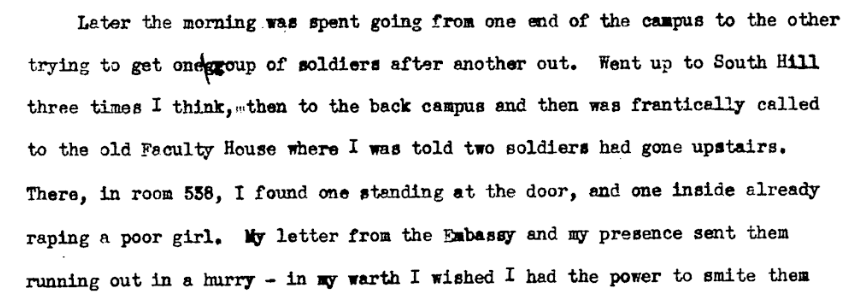 Later the morning was spent going from one end of the campus to the other
trying to get one group of soldiers after another out. Went up to South Hill
three times I think, then to the back campus and then was frantically called
to the old Faculty House where I was told two soldiers had gone upstairs.
There, in room 538, I found one standing at the door, and one inside already
raping a poor girl. My letter from the Embassy and my presence sent them
running out in a hurry - in my warth I wished I had the power to smite them